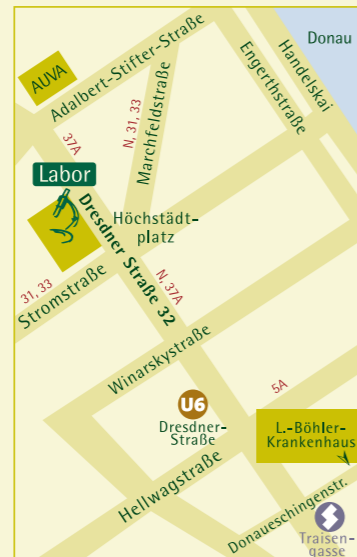 Donau
Handelskai
Engerthstraße
Adalbert-Stifter-Straße
AUVA
N, 31, 33
Marchfeldstraße
37A
Labor
Dresdner Straße 32
Höchstädt-
platz
N, 37A
31, 33
Stromstraße
Winarskystraße
U6
Dresdner-
Straße
5A
L.-Böhler-
Krankenhaus
Hellwagstraße
Donaueschingenstr.
S
Traisen-
gasse